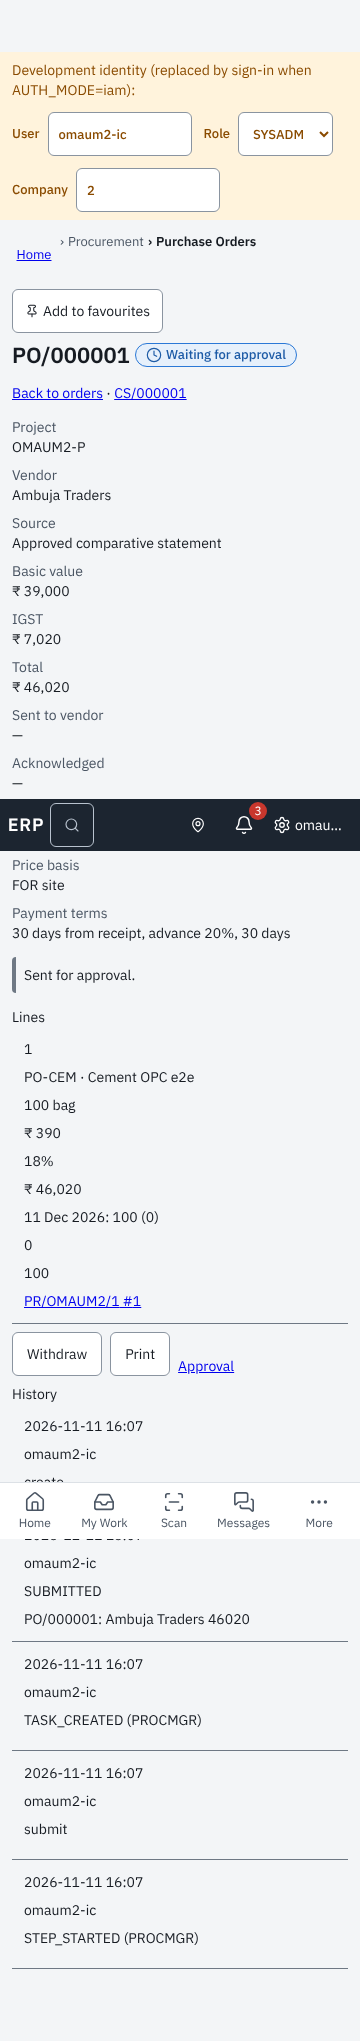 Development identity (replaced by sign-in when
AUTH_MODE=iam):
User omaum2-ic Role SYSADM
Company 2
› Procurement › Purchase Orders
Home
Add to favourites
PO/000001 Waiting for approval
Back to orders · CS/000001
Project
OMAUM2-P
Vendor
Ambuja Traders
Source
Approved comparative statement
Basic value
₹ 39,000
IGST
₹ 7,020
Total
₹ 46,020
Sent to vendor
—
Acknowledged
—
ERP 3 omau...
Price basis
FOR site
Payment terms
30 days from receipt, advance 20%, 30 days
Sent for approval.
Lines
1
PO-CEM · Cement OPC e2e
100 bag
₹ 390
18%
₹ 46,020
11 Dec 2026: 100 (0)
0
100
PR/OMAUM2/1 #1
Withdraw Print Approval
History
2026-11-11 16:07
omaum2-ic
Home My Work Scan Messages More
omaum2-ic
SUBMITTED
PO/000001: Ambuja Traders 46020
2026-11-11 16:07
omaum2-ic
TASK_CREATED (PROCMGR)
2026-11-11 16:07
omaum2-ic
submit
2026-11-11 16:07
omaum2-ic
STEP_STARTED (PROCMGR)